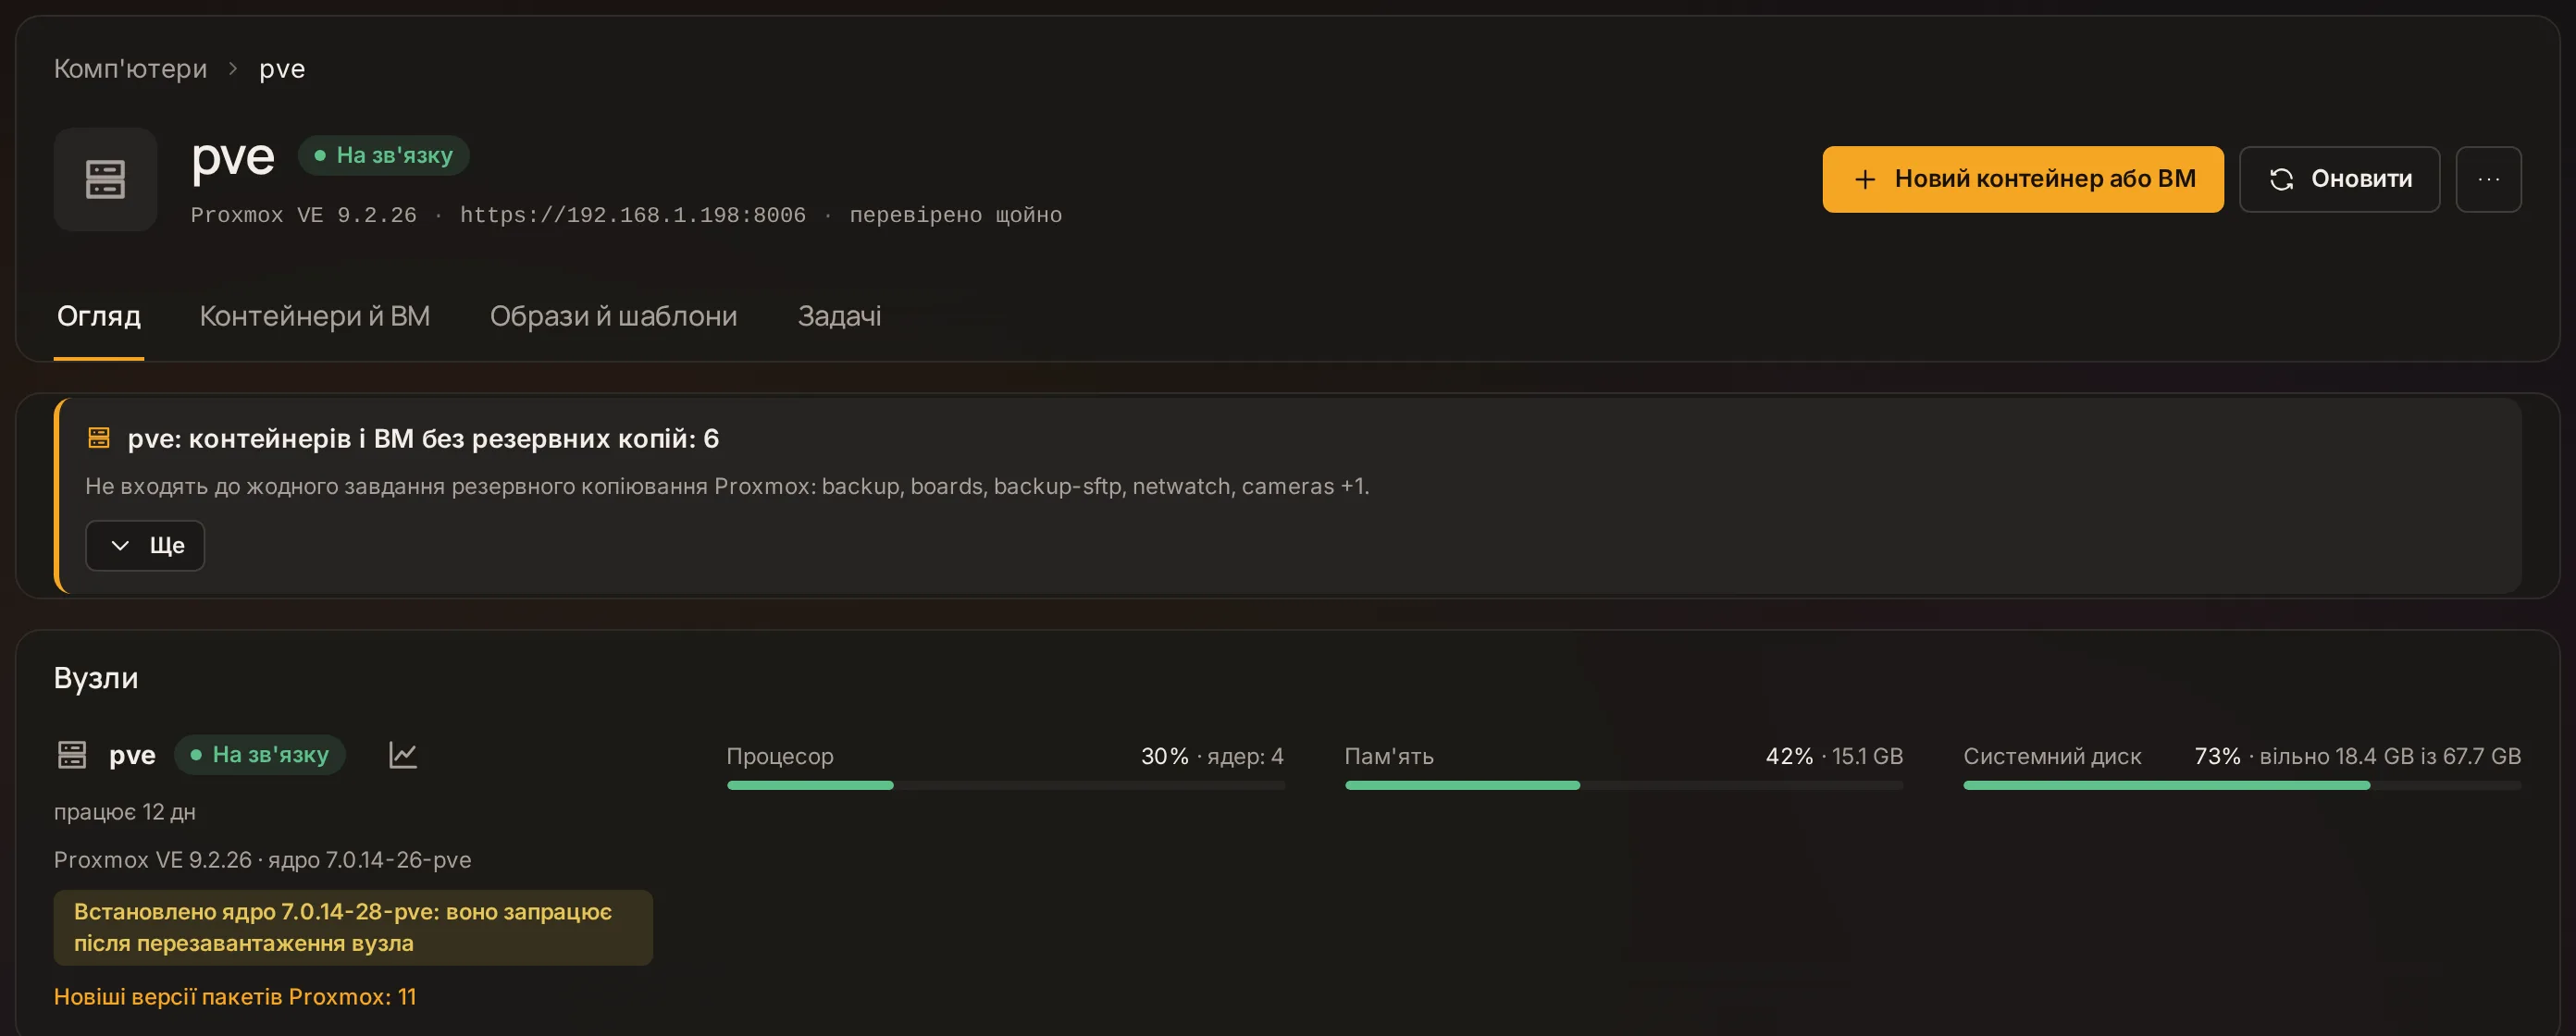 Комп'ютери > pve
pve
На зв'язку
Proxmox VE 9.2.26 · https://192.168.1.198:8006 · перевірено щойно
+ Новий контейнер або ВМ
Оновити
...
Огляд
Контейнери й ВМ
Образи й шаблони
Задачі
pve: контейнерів і ВМ без резервних копій: 6
Не входять до жодного завдання резервного копіювання Proxmox: backup, boards, backup-sftp, netwatch, cameras +1.
Ще
Вузли
pve
На зв'язку
працює 12 дн
Proxmox VE 9.2.26 · ядро 7.0.14-26-pve
Встановлено ядро 7.0.14-28-pve: воно запрацює
після перезавантаження вузла
Новіші версії пакетів Proxmox: 11
Процесор
30% · ядер: 4
Пам'ять
42% · 15.1 GB
Системний диск
73% · вільно 18.4 GB із 67.7 GB